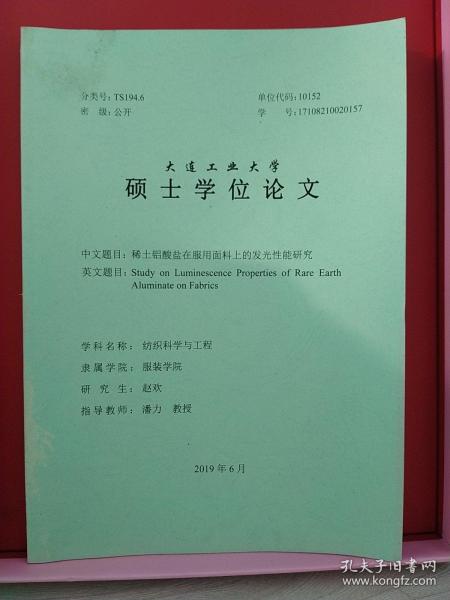 分类号: TS194.6 单位代码: 10152
密 级: 公开 学 号: 17108210020157
大连工业大学
硕士学位论文
中文题目: 稀土铝酸盐在服用面料上的发光性能研究
英文题目: Study on Luminescence Properties of Rare Earth
Aluminate on Fabrics
学科名称: 纺织科学与工程
隶属学院: 服装学院
研 究 生: 赵欢
指导教师: 潘力 教授
2019 年 6 月
孔夫子旧书网
www.kongfz.com